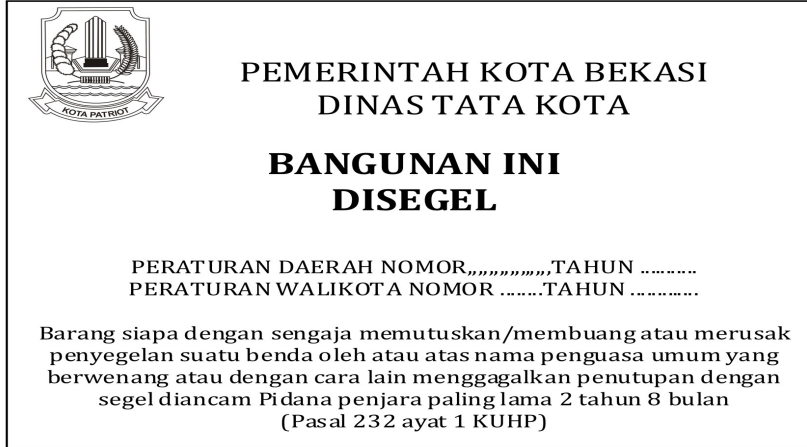 KOTA PATRIOT
PEMERINTAH KOTA BEKASI
DINAS TATA KOTA
BANGUNAN INI
DISEGEL
PERATURAN DAERAH NOMOR,,,,,,,,,,,,,,,,TAHUN ...........
PERATURAN WALIKOTA NOMOR ........TAHUN .............
Barang siapa dengan sengaja memutuskan/membuang atau merusak
penyegelan suatu benda oleh atau atas nama penguasa umum yang
berwenang atau dengan cara lain menggagalkan penutupan dengan
segel diancam Pidana penjara paling lama 2 tahun 8 bulan
(Pasal 232 ayat 1 KUHP)